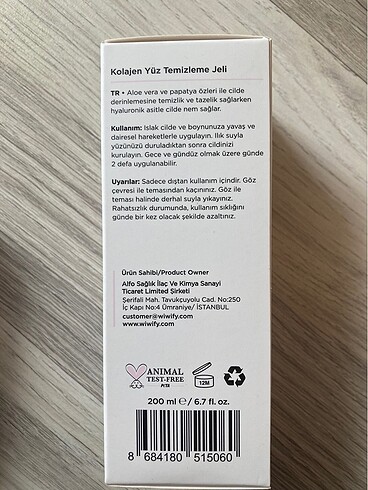 Kolajen Yüz Temizleme Jeli
TR • Aloe vera ve papatya özleri ile cilde
derinlemesine temizlik ve tazelik sağlarken
hyaluronik asitle cilde nem sağlar.
Kullanım: Islak cilde ve boynunuza yavaş ve
dairesel hareketlerle uygulayın. Ilık suyla
yüzünüzü duruladıktan sonra cildinizi
kurulayın. Gece ve gündüz olmak üzere günde
2 defa uygulanabilir.
Uyarılar: Sadece dıştan kullanım içindir. Göz
çevresi ile temasından kaçınınız. Göz ile
teması halinde derhal suyla yıkayınız.
Rahatsızlık durumunda, kullanım sıklığını
günde bir kez olacak şekilde azaltınız.
Ürün Sahibi/Product Owner
Alfo Sağlık İlaç Ve Kimya Sanayi
Ticaret Limited Şirketi
Şerifali Mah. Tavukçuyolu Cad. No:250
İç Kapı No:4 Ümraniye/ İSTANBUL
customer@wiwify.com
www.wiwify.com
ANIMAL
TEST-FREE
PETA
12M
200 ml ℮/ 6.7 fl. oz.
8 684180 515060